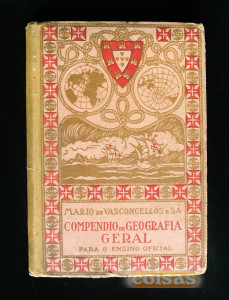 MARIO DE VASCONCELLOS E SÁ
COMPENDIO DE GEOGRAFIA
GERAL
PARA O ENSINO OFICIAL
coisas